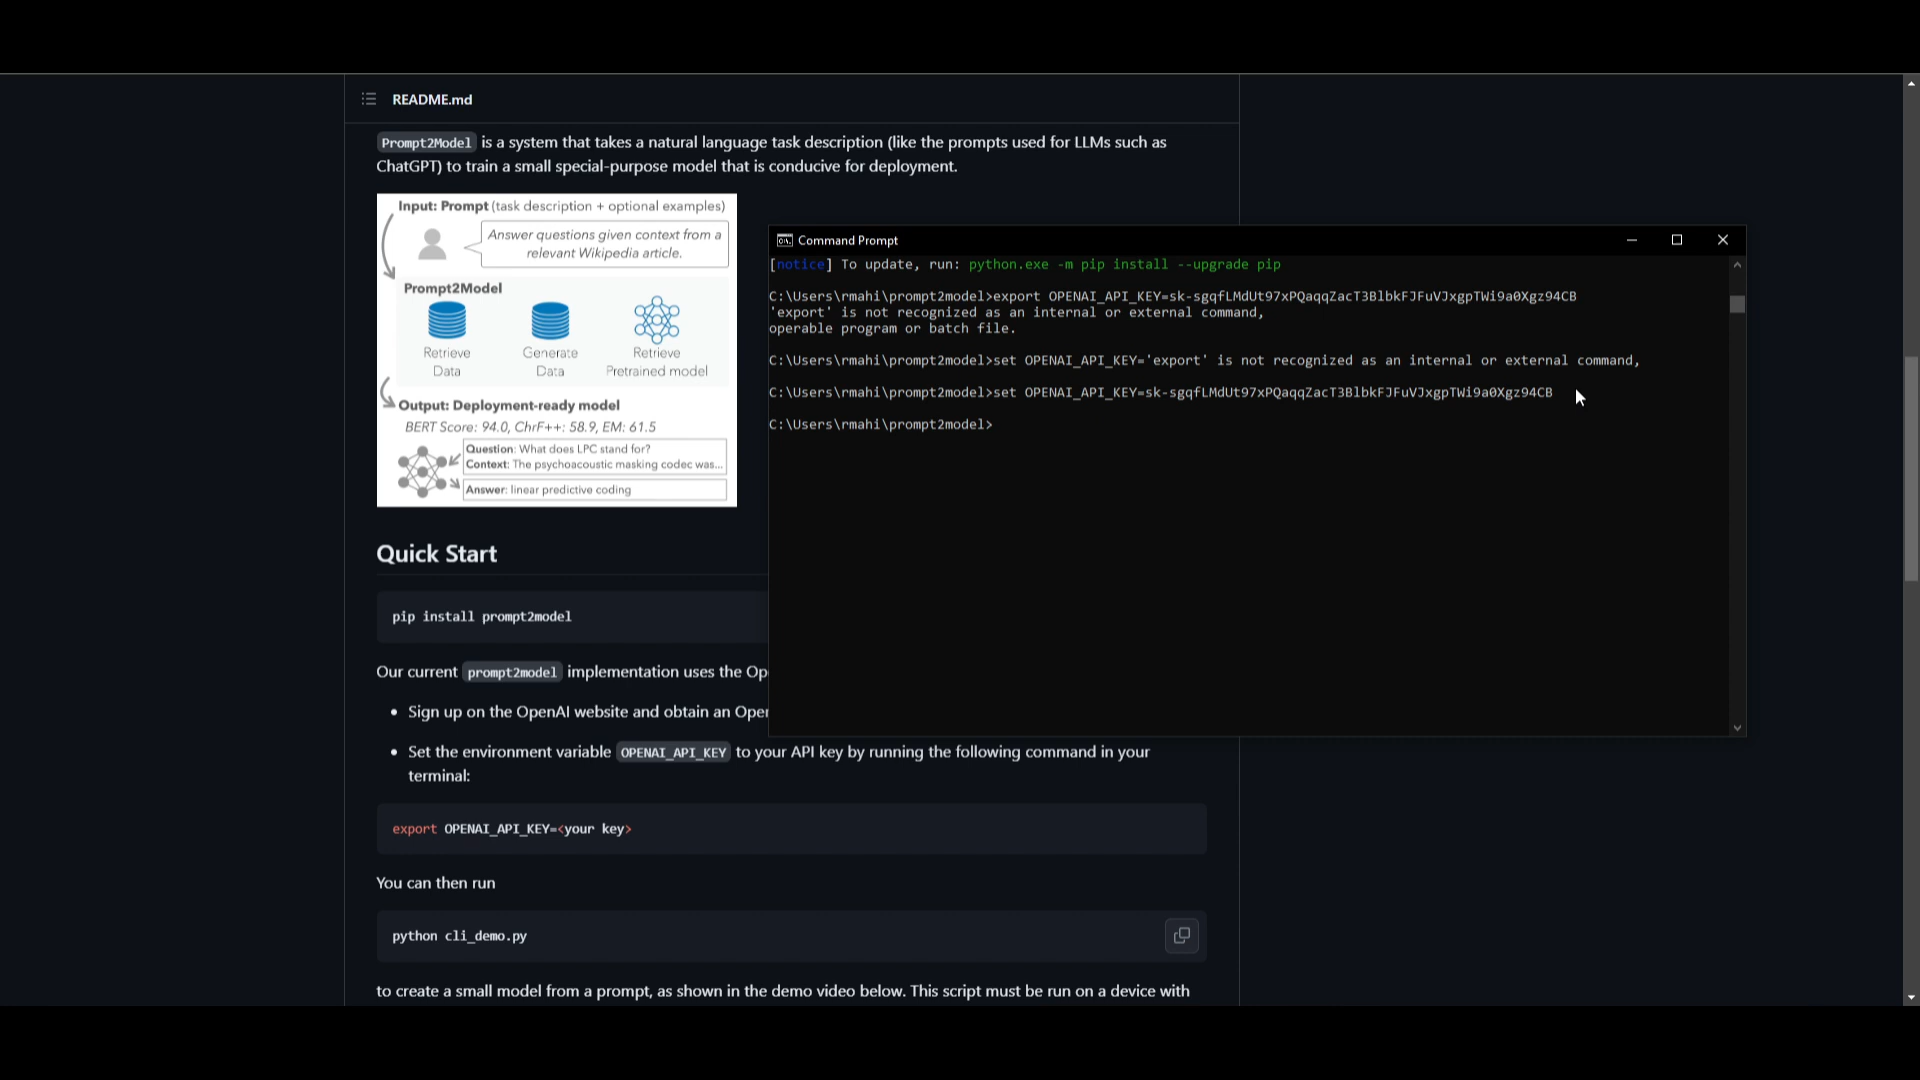 README.md
Prompt2Model is a system that takes a natural language task description (like the prompts used for LLMs such as
ChatGPT) to train a small special-purpose model that is conducive for deployment.
Input: Prompt (task description + optional examples)
Answer questions given context from a
relevant Wikipedia article.
Prompt2Model
Retrieve
Data
Generate
Data
Retrieve
Pretrained model
Output: Deployment-ready model
BERT Score: 94.0, ChrF++: 58.9, EM: 61.5
Question: What does LPC stand for?
Context: The psychoacoustic masking codec was...
Answer: linear predictive coding
Command Prompt
[notice] To update, run: python.exe -m pip install --upgrade pip
C:\Users\rmahi\prompt2model>export OPENAI_API_KEY=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
'export' is not recognized as an internal or external command,
operable program or batch file.
C:\Users\rmahi\prompt2model>set OPENAI_API_KEY='export' is not recognized as an internal or external command,
C:\Users\rmahi\prompt2model>set OPENAI_API_KEY=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
C:\Users\rmahi\prompt2model>
Quick Start
pip install prompt2model
Our current prompt2model implementation uses the Op
• Sign up on the OpenAI website and obtain an Oper
• Set the environment variable OPENAI_API_KEY to your API key by running the following command in your
terminal:
export OPENAI_API_KEY=<your key>
You can then run
python cli_demo.py
to create a small model from a prompt, as shown in the demo video below. This script must be run on a device with